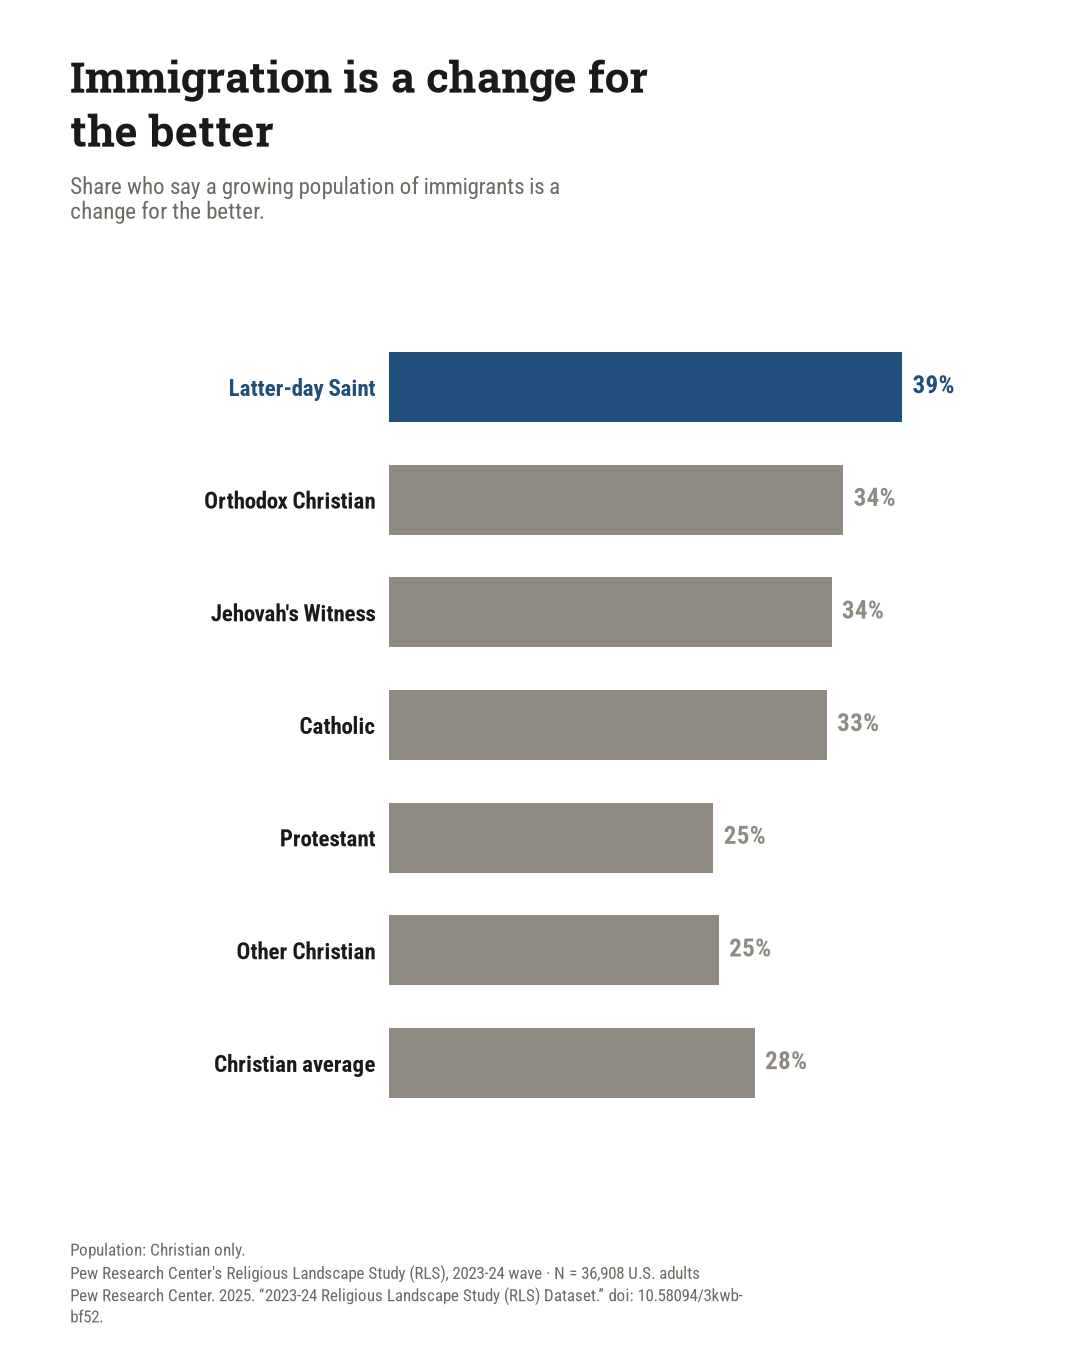 Immigration is a change for
the better
Share who say a growing population of immigrants is a
change for the better.
Latter-day Saint 39%
Orthodox Christian 34%
Jehovah's Witness 34%
Catholic 33%
Protestant 25%
Other Christian 25%
Christian average 28%
Population: Christian only.
Pew Research Center's Religious Landscape Study (RLS), 2023-24 wave · N = 36,908 U.S. adults
Pew Research Center. 2025. “2023-24 Religious Landscape Study (RLS) Dataset.” doi: 10.58094/3kwb-
bf52.